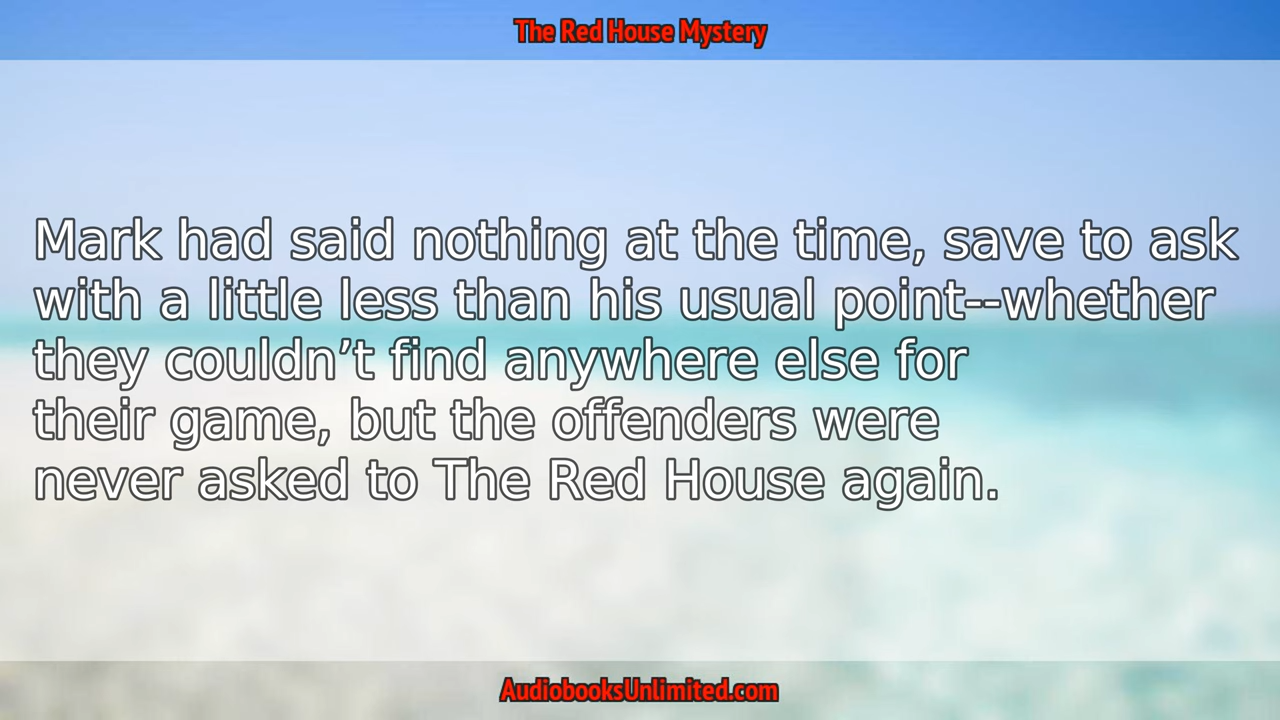 The Red House Mystery
Mark had said nothing at the time, save to ask
with a little less than his usual point--whether
they couldn’t find anywhere else for
their game, but the offenders were
never asked to The Red House again.
AudiobooksUnlimited.com